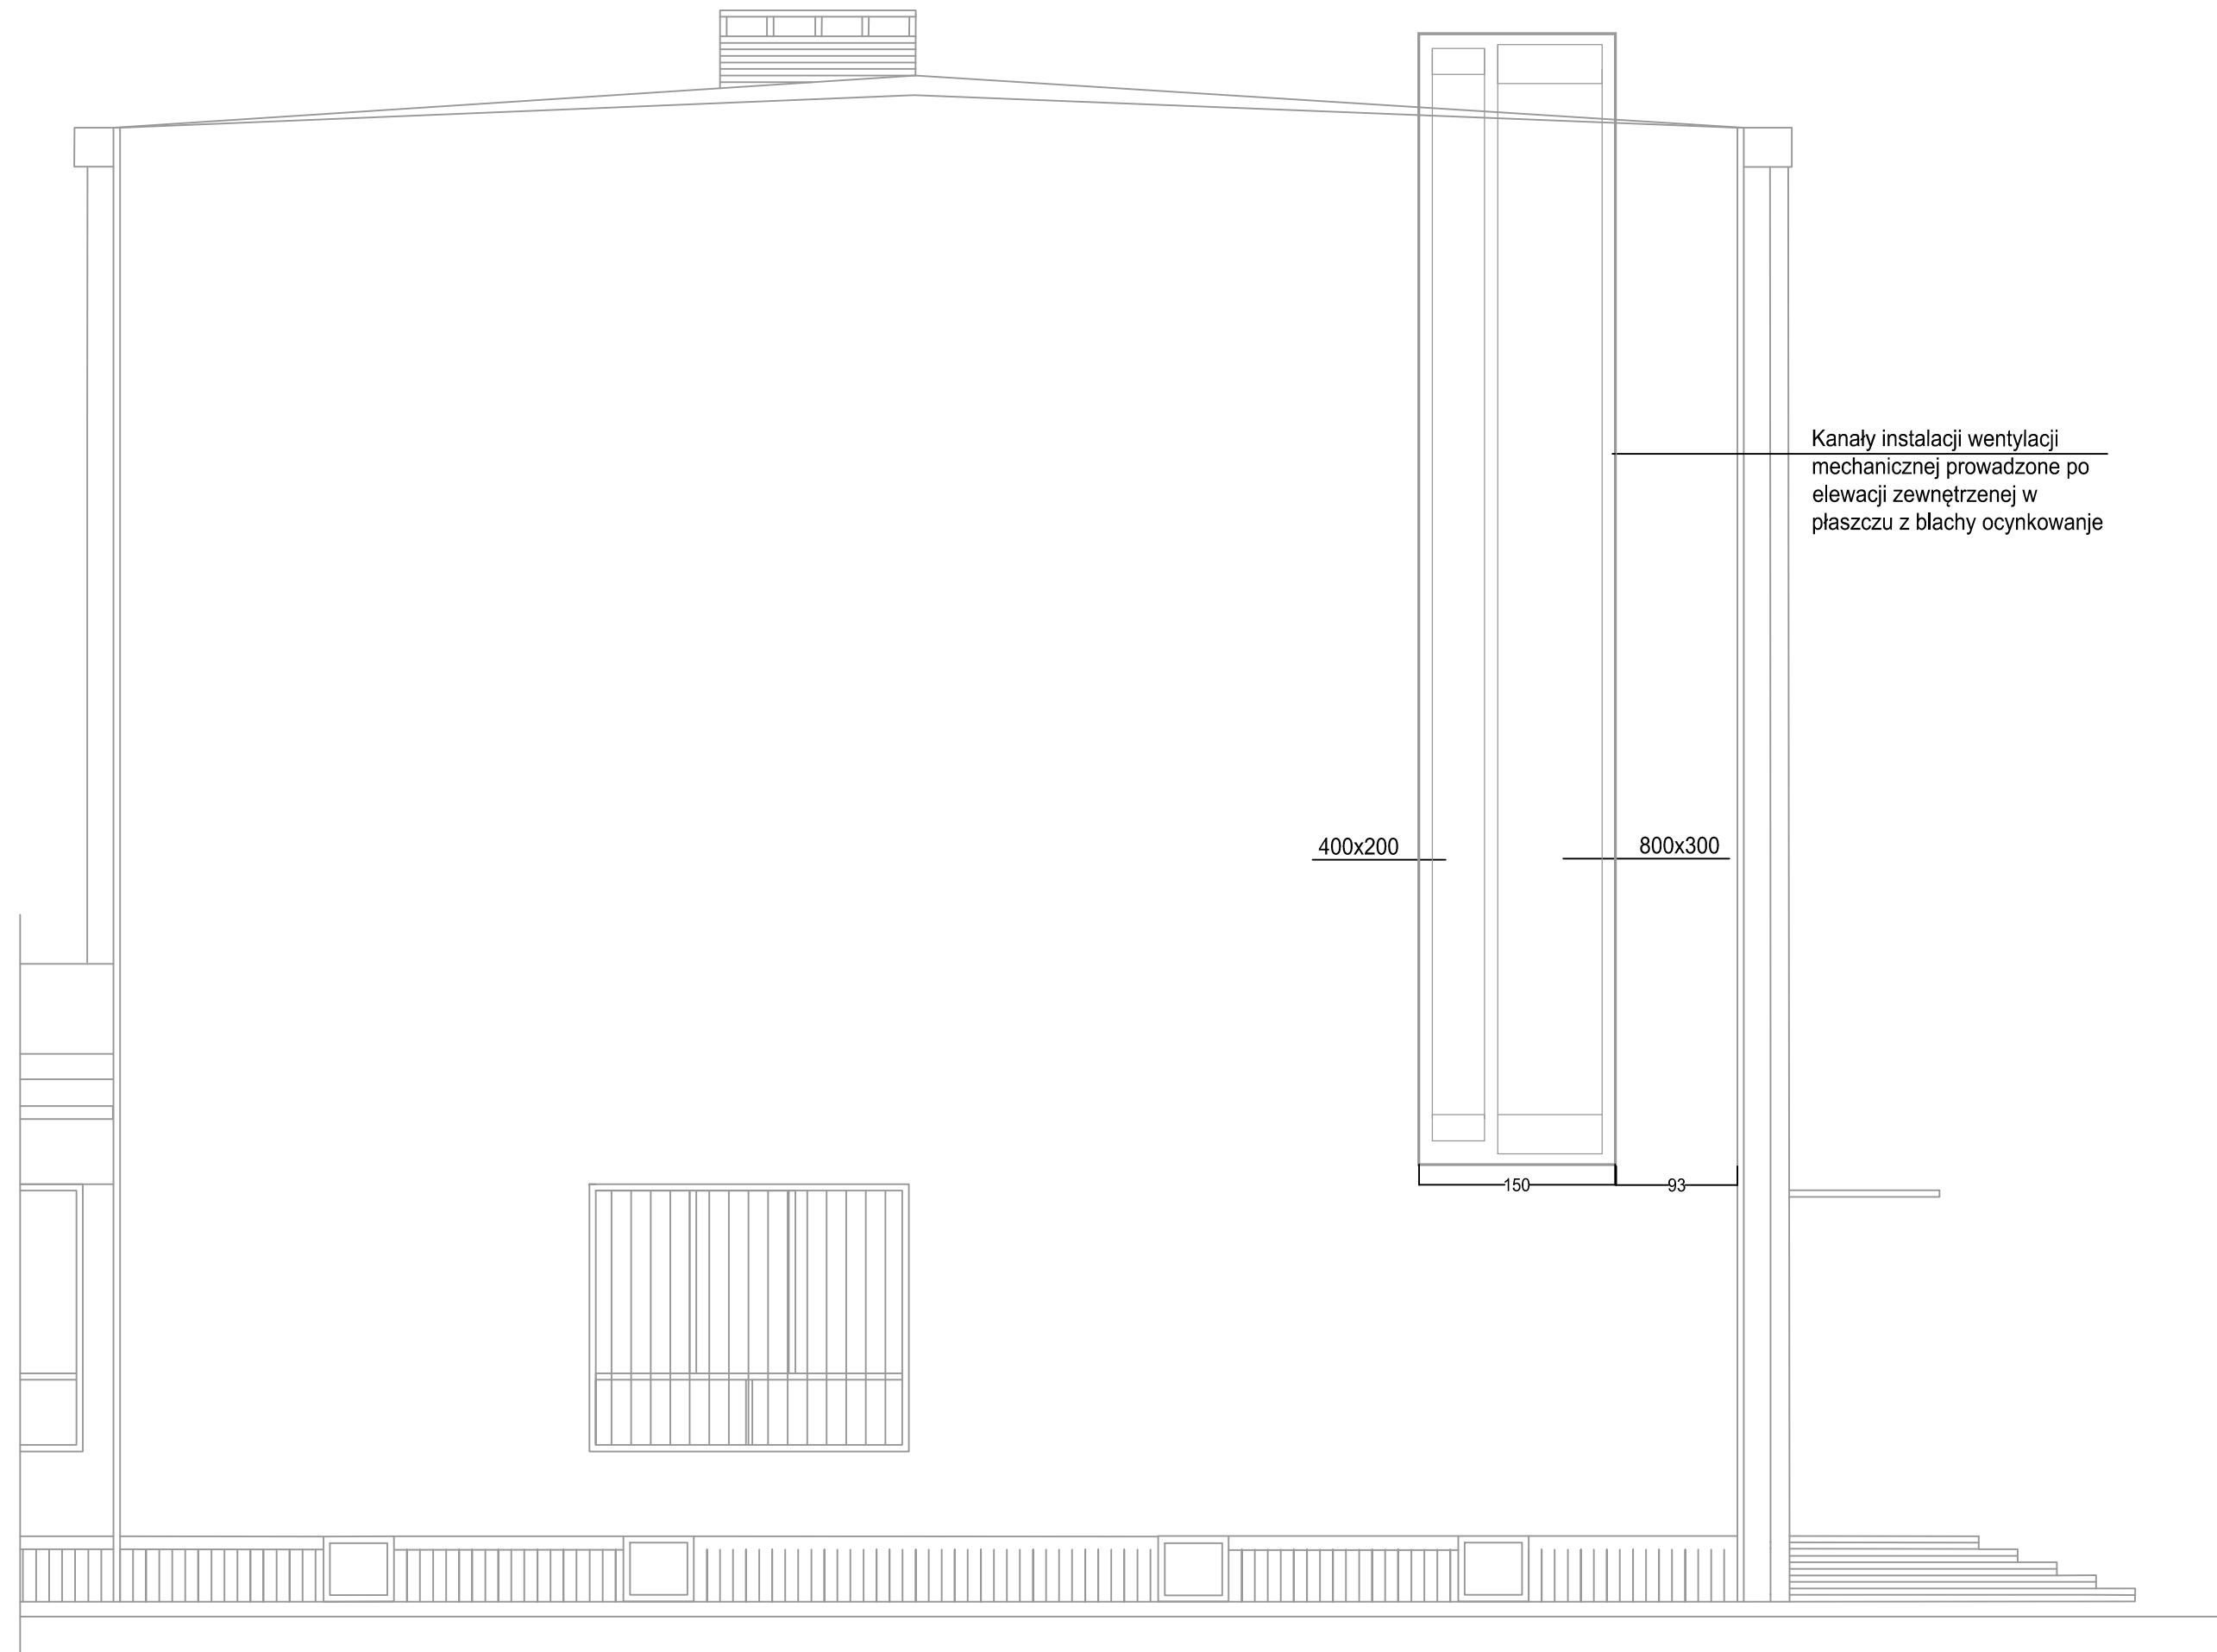 Kanały instalacji wentylacji
mechanicznej prowadzone po
elewacji zewnętrzenej w
płaszczu z blachy ocynkowanje
400x200
800x300
150
93